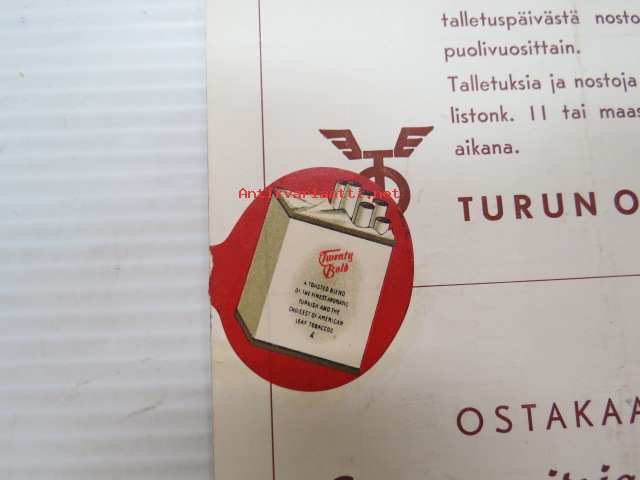 talletuspäivästä nosto
puolivuosittain.
Talletuksia ja nostoja
listonk. 11 tai maas
aikana.
Antikvariaatti.net
TURUN O
Twenty
Bold
A TOASTED BLEND
OF THE FINEST AROMATIC
TURKISH AND THE
CHOICEST OF AMERICAN
LEAF TOBACCOS
OSTAKAA